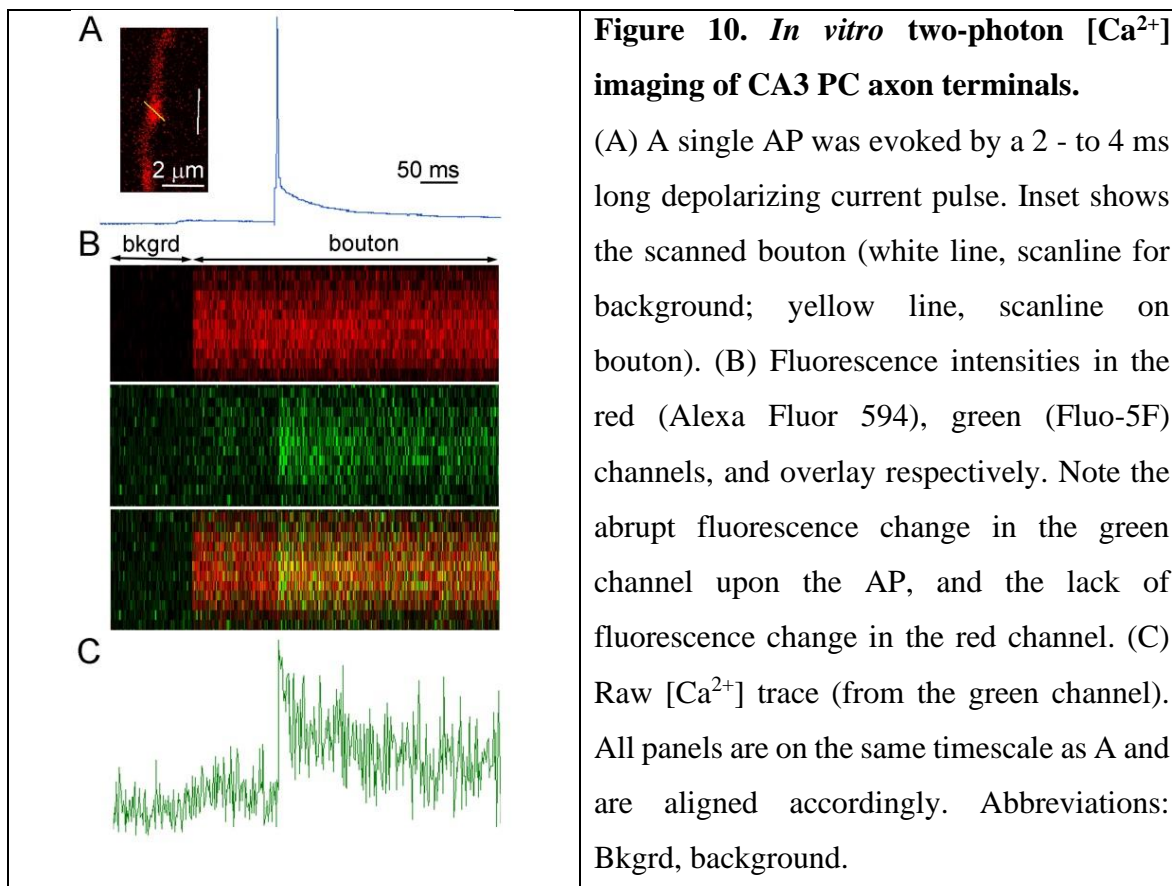 A
2 μm
50 ms
B
bkgrd
bouton
C
Figure 10. In vitro two-photon [Ca²⁺]
imaging of CA3 PC axon terminals.
(A) A single AP was evoked by a 2 - to 4 ms
long depolarizing current pulse. Inset shows
the scanned bouton (white line, scanline for
background; yellow line, scanline on
bouton). (B) Fluorescence intensities in the
red (Alexa Fluor 594), green (Fluo-5F)
channels, and overlay respectively. Note the
abrupt fluorescence change in the green
channel upon the AP, and the lack of
fluorescence change in the red channel. (C)
Raw [Ca²⁺] trace (from the green channel).
All panels are on the same timescale as A and
are aligned accordingly. Abbreviations:
Bkgrd, background.